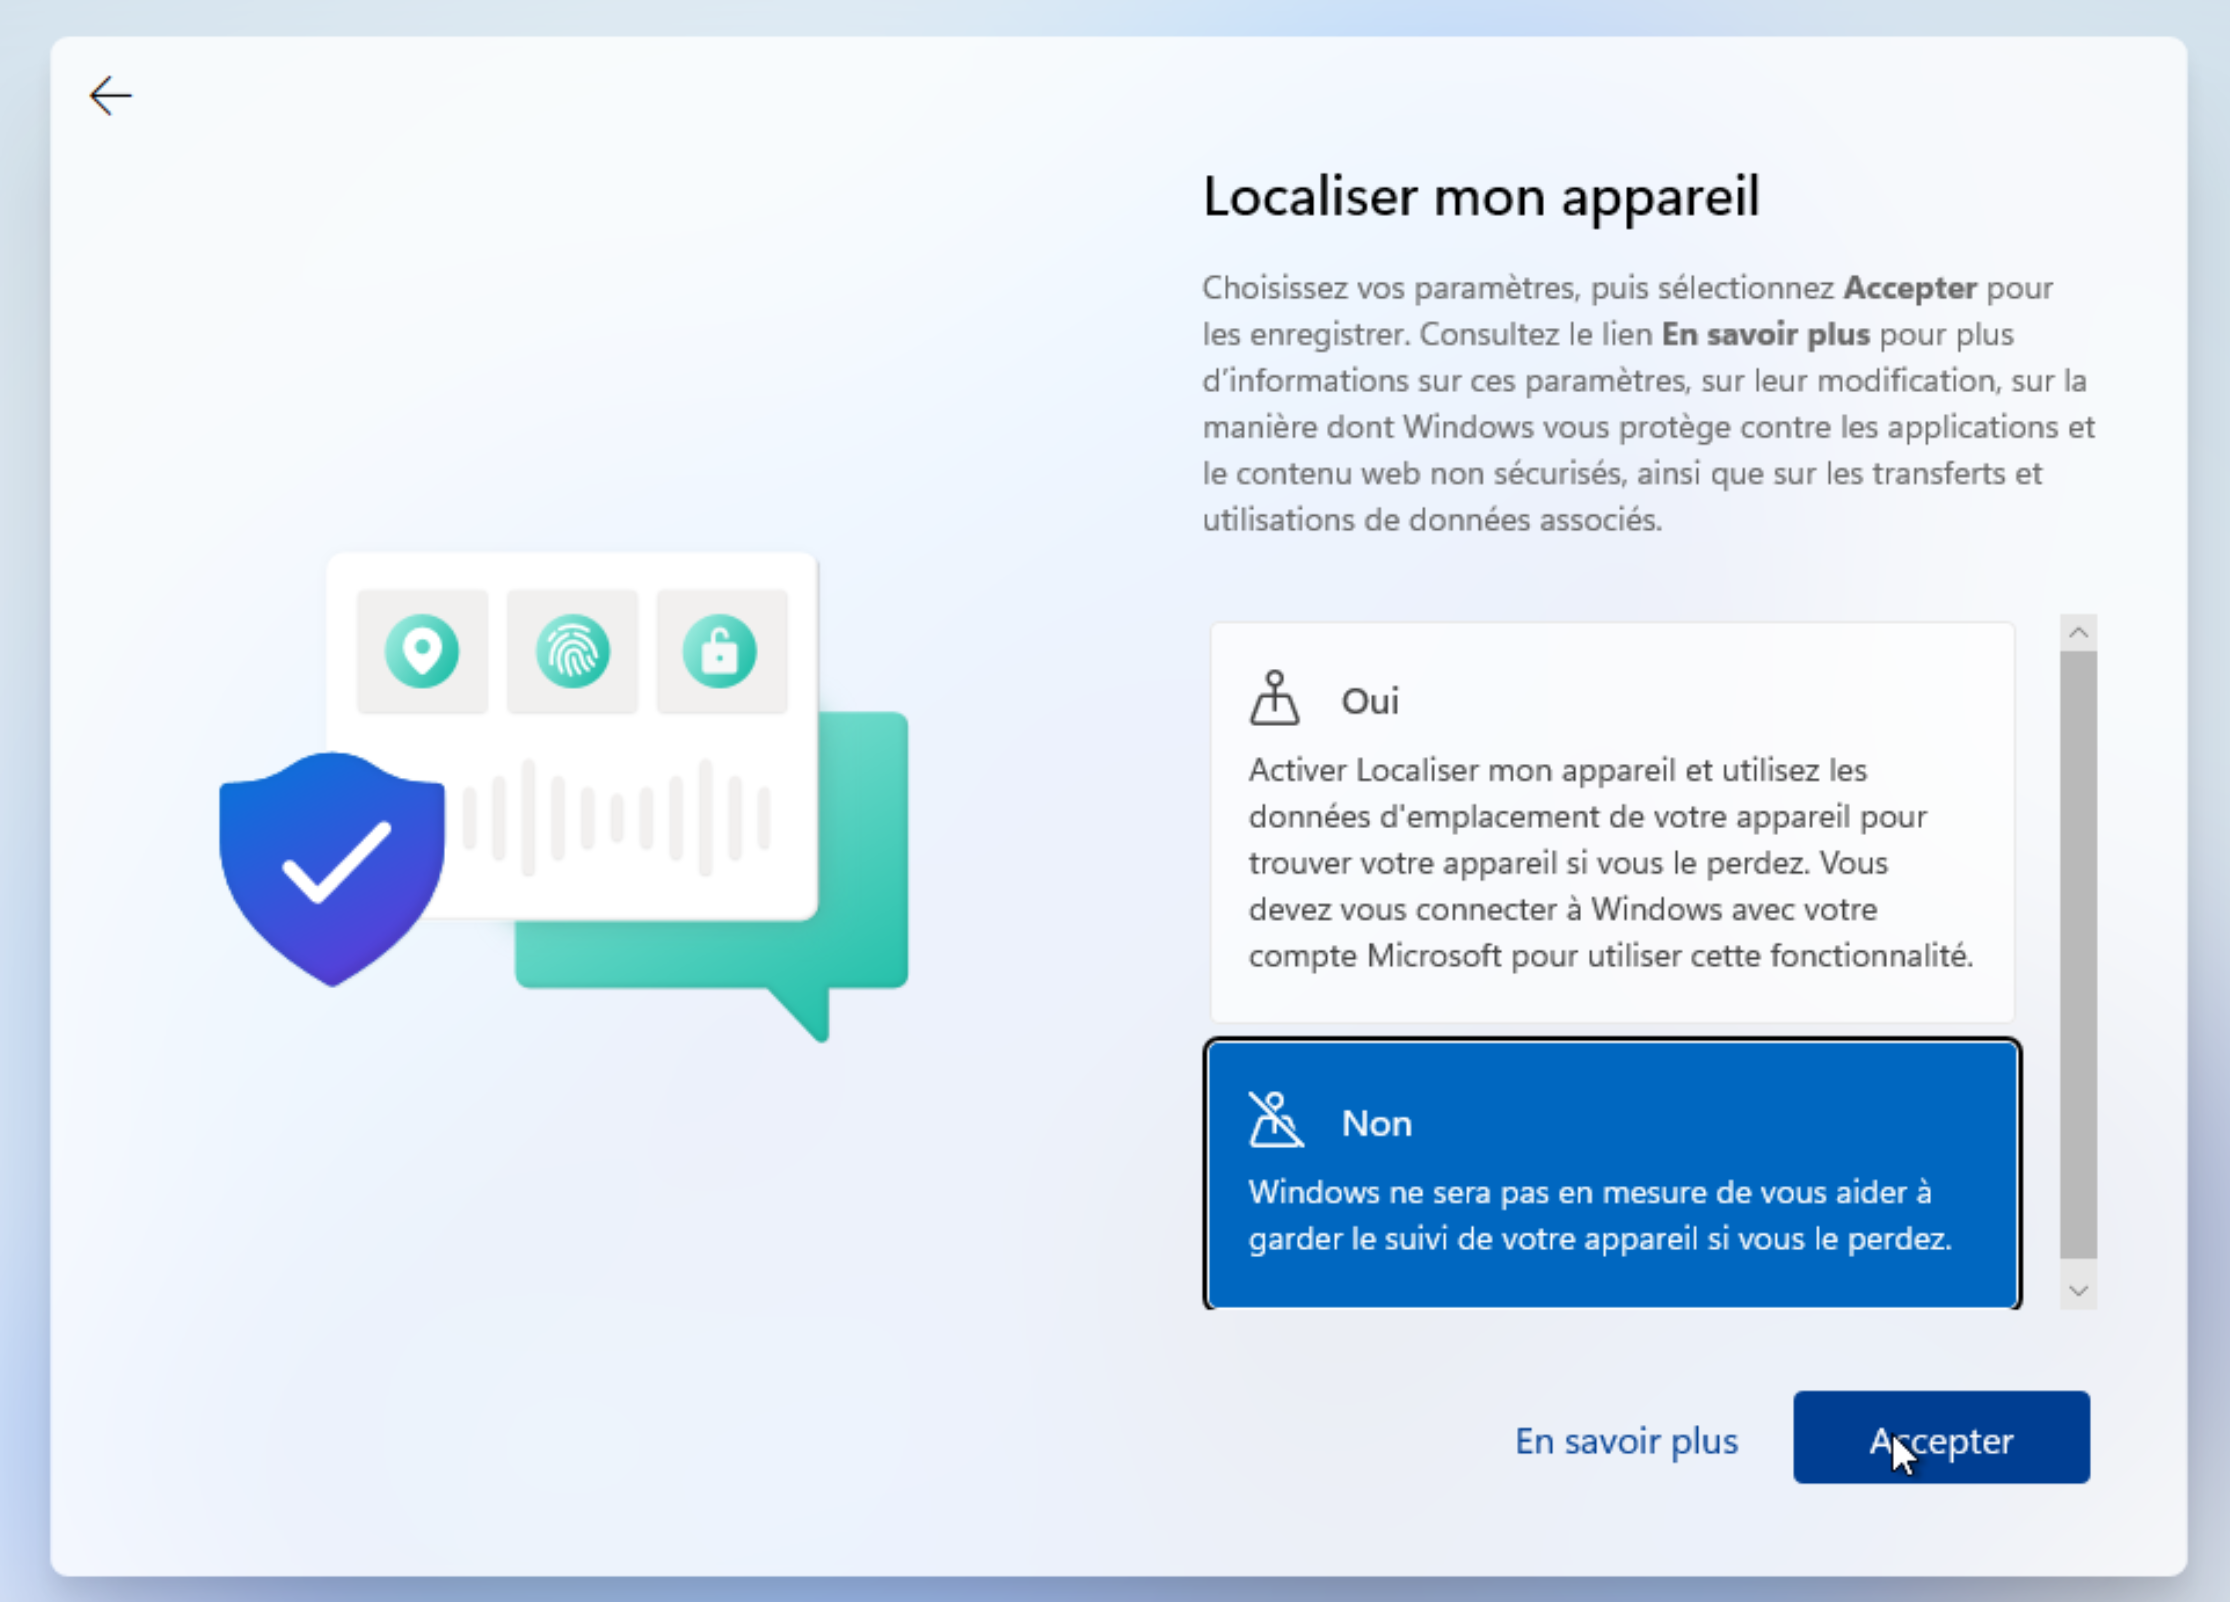 Localiser mon appareil
Choisissez vos paramètres, puis sélectionnez Accepter pour
les enregistrer. Consultez le lien En savoir plus pour plus
d’informations sur ces paramètres, sur leur modification, sur la
manière dont Windows vous protège contre les applications et
le contenu web non sécurisés, ainsi que sur les transferts et
utilisations de données associés.
Oui
Activer Localiser mon appareil et utilisez les
données d'emplacement de votre appareil pour
trouver votre appareil si vous le perdez. Vous
devez vous connecter à Windows avec votre
compte Microsoft pour utiliser cette fonctionnalité.
Non
Windows ne sera pas en mesure de vous aider à
garder le suivi de votre appareil si vous le perdez.
En savoir plus
Accepter